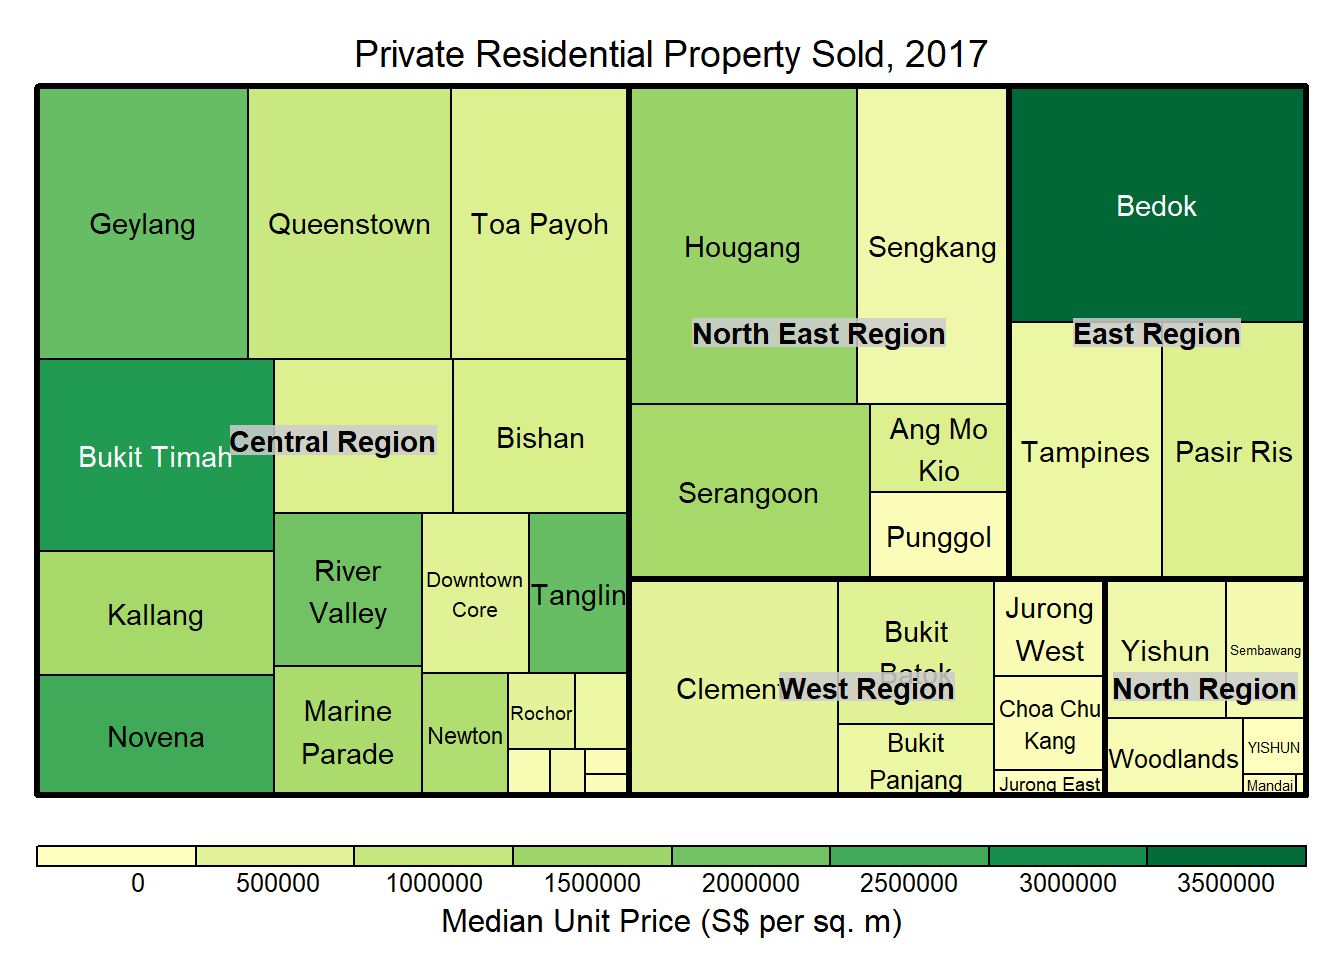 Private Residential Property Sold, 2017
Geylang
Queenstown
Toa Payoh
Hougang
Sengkang
Bedok
North East Region
East Region
Bukit Timah
Central Region
Bishan
Serangoon
Ang Mo
Kio
Punggol
Tampines
Pasir Ris
Kallang
River
Valley
Downtown
Core
Tanglin
Novena
Marine
Parade
Newton
Rochor
Clement
Bukit
Batok
West Region
Bukit
Panjang
Jurong
West
Choa Chu
Kang
Jurong East
Yishun
Sembawang
North Region
Woodlands
YISHUN
Mandai
0 500000 1000000 1500000 2000000 2500000 3000000 3500000
Median Unit Price (S$ per sq. m)